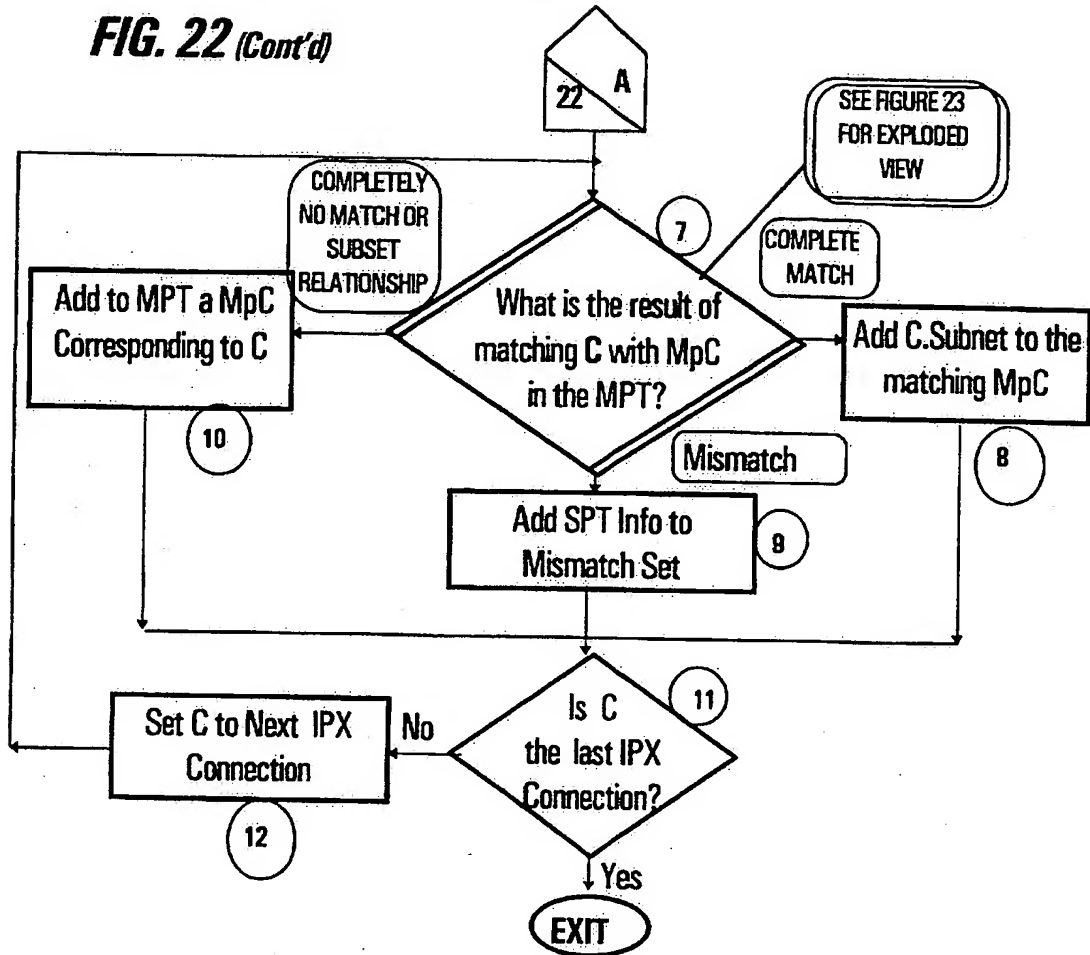 FIG. 22 (Cont'd)
22
A
SEE FIGURE 23
FOR EXPLODED
VIEW
COMPLETELY
NO MATCH OR
SUBSET
RELATIONSHIP
7
COMPLETE
MATCH
Add to MPT a MpC
Corresponding to C
What is the result of
matching C with MpC
in the MPT?
Add C.Subnet to the
matching MpC
10
Mismatch
8
Add SPT Info to
Mismatch Set
9
Is C
the last IPX
Connection?
11
No
Set C to Next IPX
Connection
12
Yes
EXIT